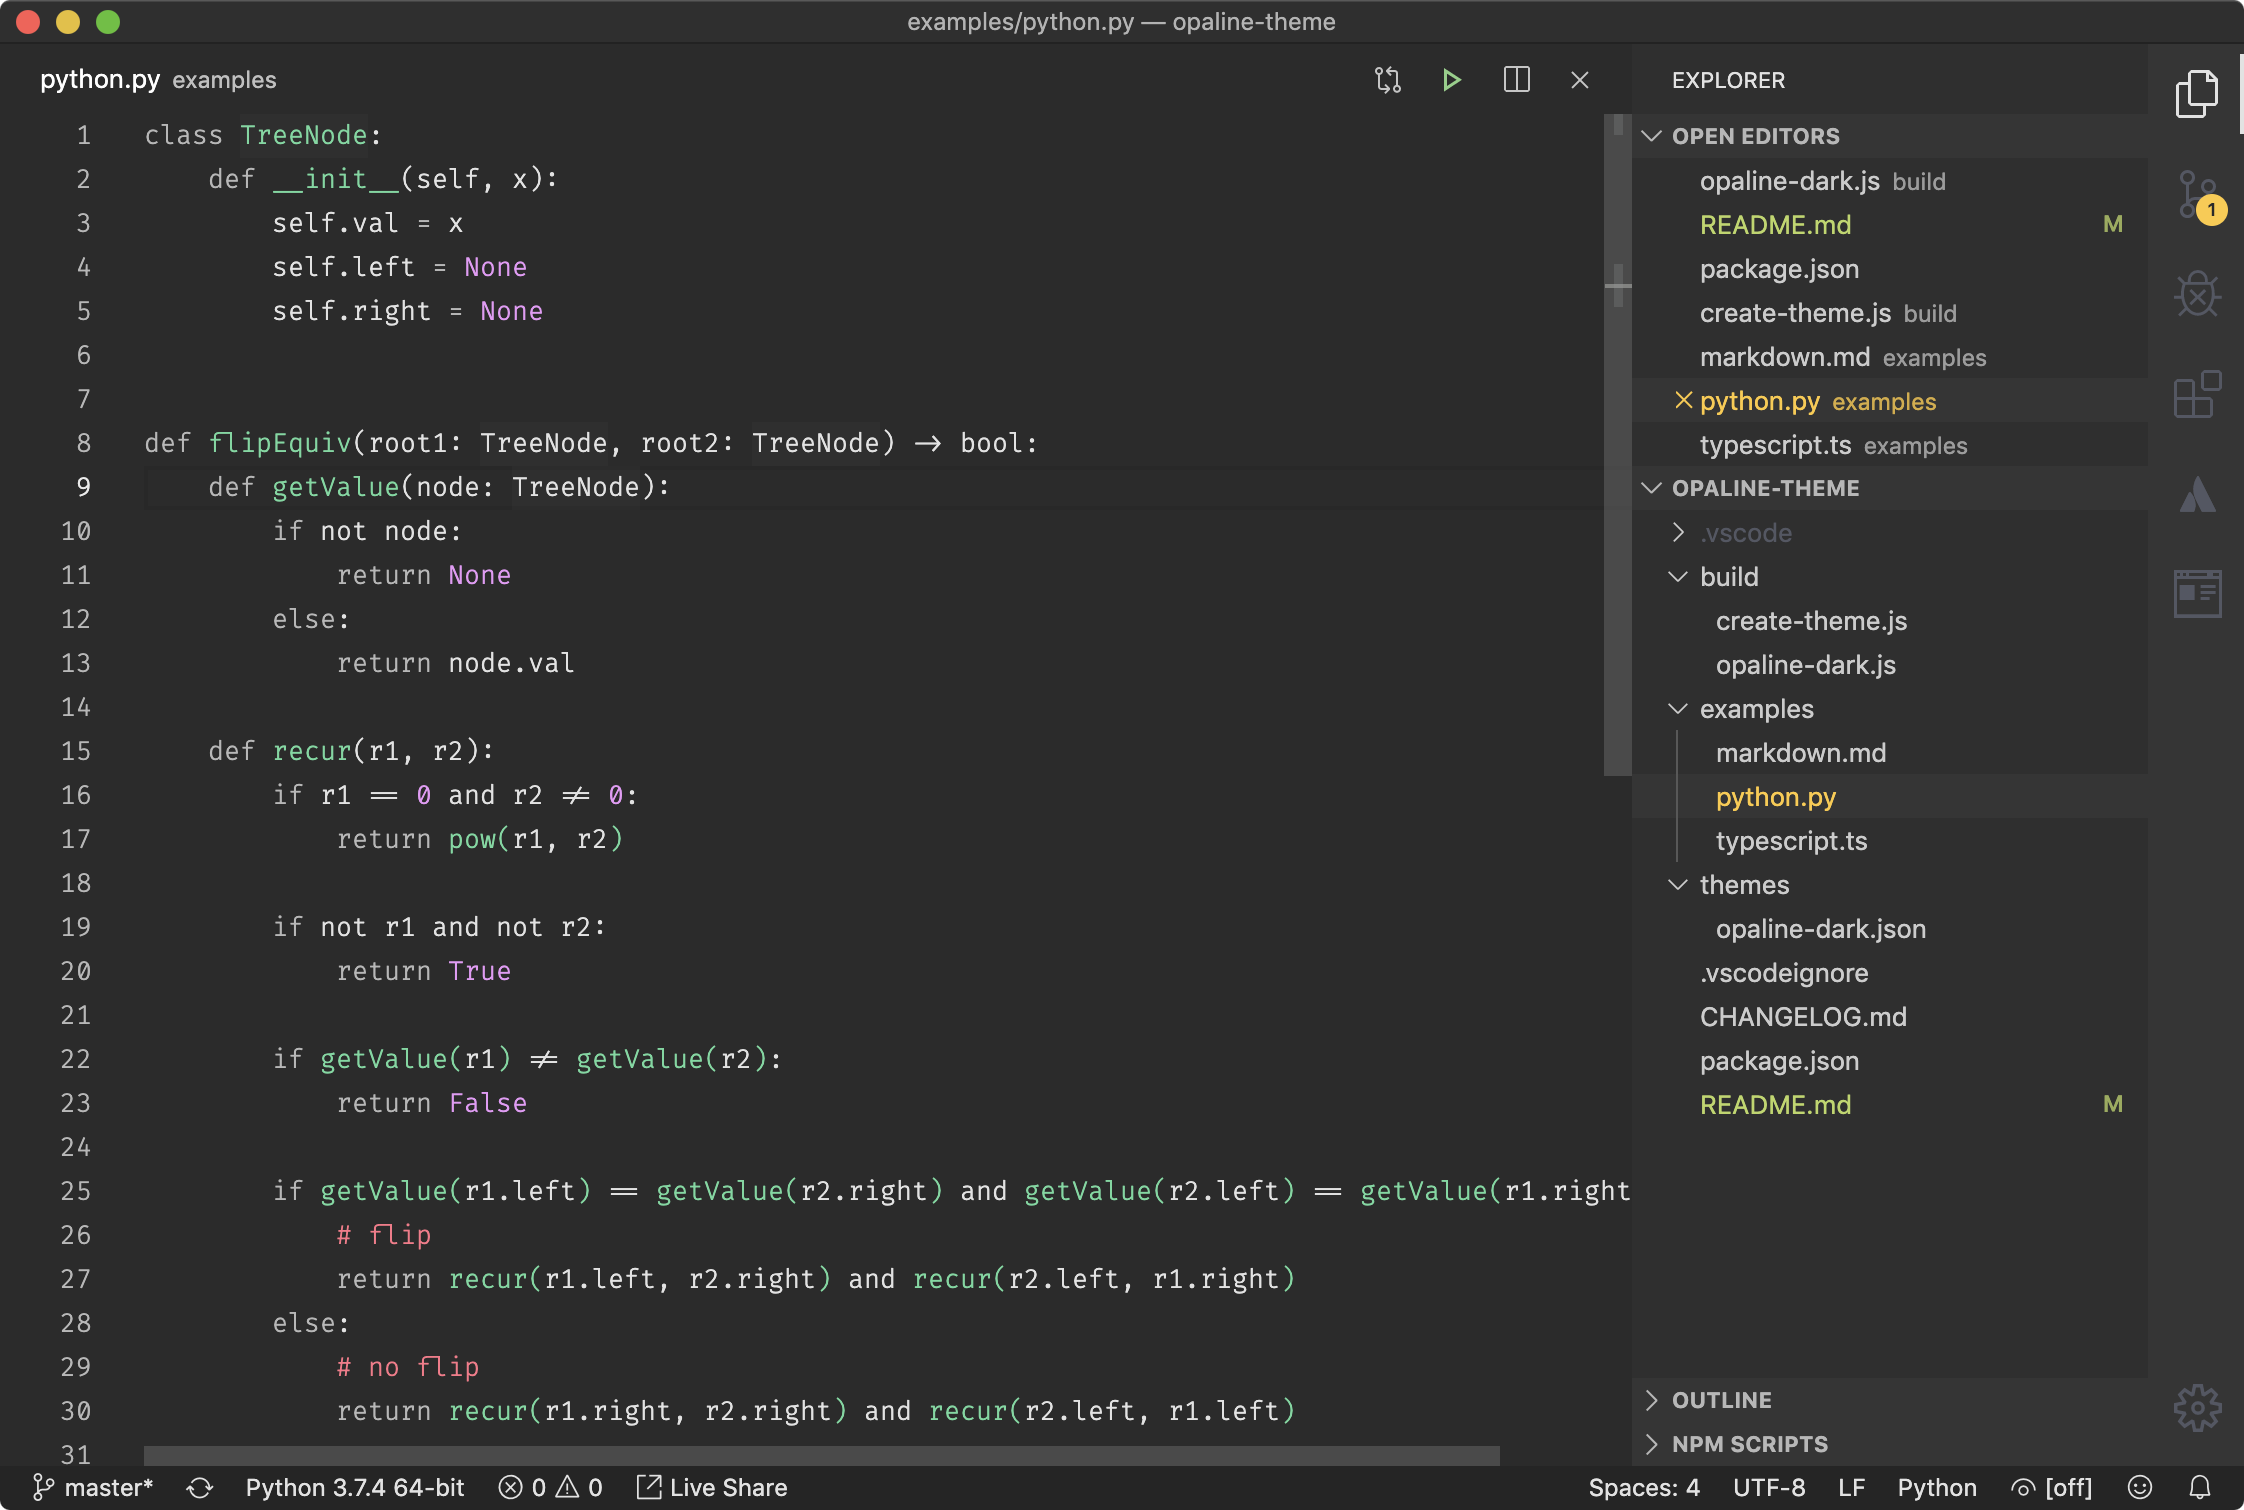 examples/python.py — opaline-theme
python.py examples
1 class TreeNode:
2     def __init__(self, x):
3         self.val = x
4         self.left = None
5         self.right = None
6
7
8 def flipEquiv(root1: TreeNode, root2: TreeNode) -> bool:
9     def getValue(node: TreeNode):
10         if not node:
11             return None
12         else:
13             return node.val
14
15     def recur(r1, r2):
16         if r1 == 0 and r2 != 0:
17             return pow(r1, r2)
18
19         if not r1 and not r2:
20             return True
21
22         if getValue(r1) != getValue(r2):
23             return False
24
25         if getValue(r1.left) == getValue(r2.right) and getValue(r2.left) == getValue(r1.right
26             # flip
27             return recur(r1.left, r2.right) and recur(r2.left, r1.right)
28         else:
29             # no flip
30             return recur(r1.right, r2.right) and recur(r2.left, r1.left)
31
EXPLORER
OPEN EDITORS
opaline-dark.js build
README.md M
package.json
create-theme.js build
markdown.md examples
python.py examples
typescript.ts examples
OPALINE-THEME
.vscode
build
create-theme.js
opaline-dark.js
examples
markdown.md
python.py
typescript.ts
themes
opaline-dark.json
.vscodeignore
CHANGELOG.md
package.json
README.md M
OUTLINE
NPM SCRIPTS
1
master* Python 3.7.4 64-bit 0 0 Live Share Spaces: 4 UTF-8 LF Python [off]